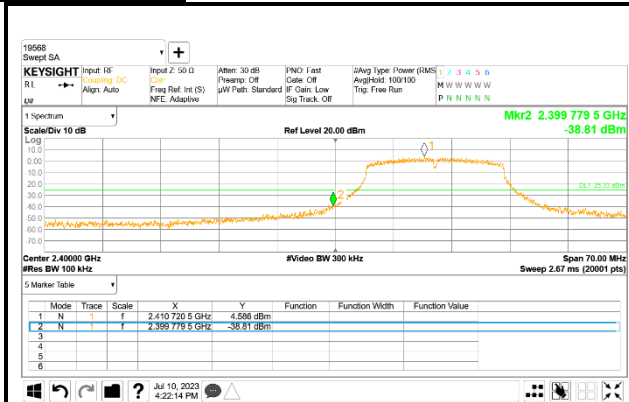 19568
Swept SA
+
KEYSIGHT Input: RF Input Z: 50 Ω Atten: 30 dB PNO: Fast #Avg Type: Power (RMS 1 2 3 4 5 6
R L Coupling: DC Corr Preamp: Off Gate: Off Avg|Hold: 100/100 M W W W W W
Align: Auto Freq Ref: Int (S) µW Path: Standard IF Gain: Low Trig: Free Run
NFE: Adaptive Sig Track: Off P N N N N N
1 Spectrum Mkr2 2.399 779 5 GHz
Scale/Div 10 dB Ref Level 20.00 dBm -38.81 dBm
Log
10.0
0.00
10.0
20.0
30.0
40.0
-50.0
-60.0
-70.0
1
2
Center 2.40000 GHz #Video BW 300 kHz Span 70.00 MHz
#Res BW 100 kHz Sweep 2.67 ms (20001 pts)
5 Marker Table
Mode Trace Scale X Y Function Function Width Function Value
1 N 1 f 2.410 720 5 GHz 4.586 dBm
2 N 1 f 2.399 779 5 GHz -38.81 dBm
3
4
5
6
? Jul 10, 2023
4:22:14 PM